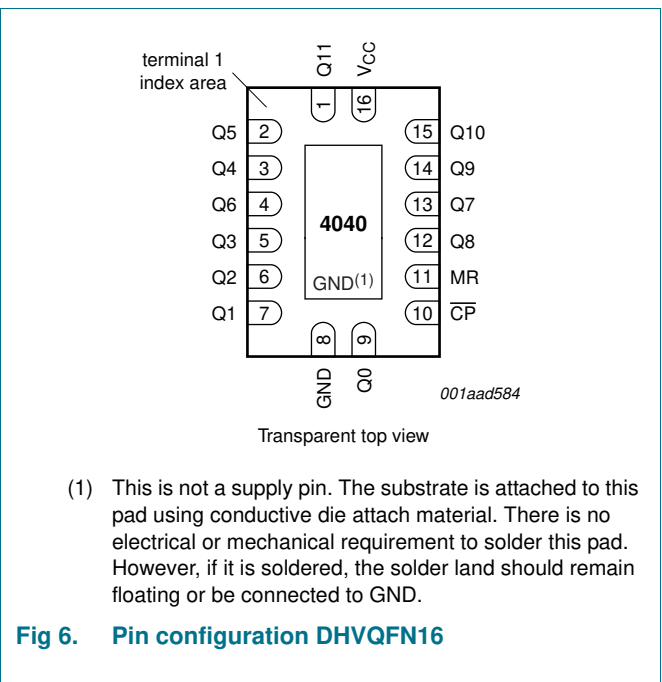 terminal 1
index area
Q11
VCC
1
16
Q5 2
15 Q10
Q4 3
14 Q9
Q6 4
13 Q7
4040
Q3 5
12 Q8
Q2 6
GND(1)
11 MR
Q1 7
10 CP
8
9
GND
Q0
001aad584
Transparent top view
(1) This is not a supply pin. The substrate is attached to this
pad using conductive die attach material. There is no
electrical or mechanical requirement to solder this pad.
However, if it is soldered, the solder land should remain
floating or be connected to GND.
Fig 6. Pin configuration DHVQFN16